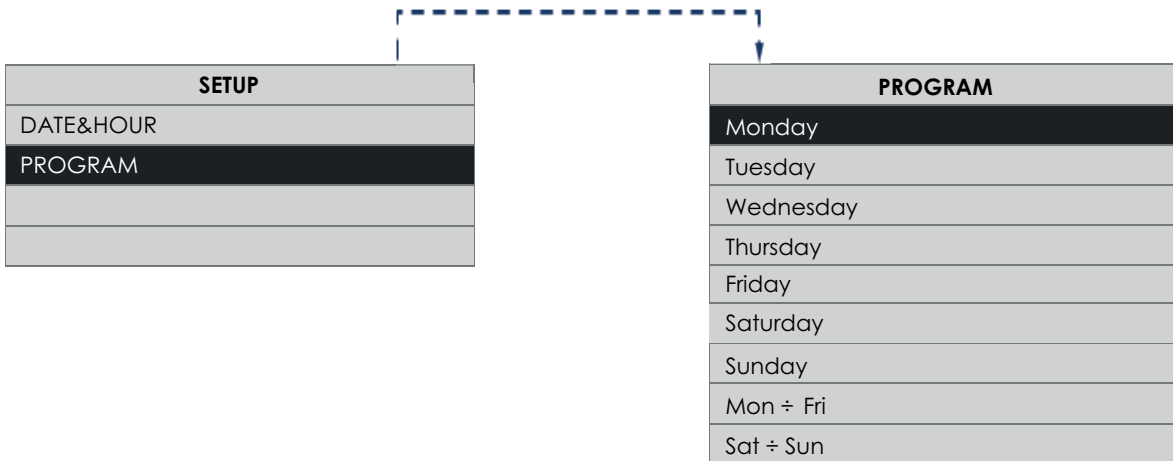 SETUP
DATE&HOUR
PROGRAM
PROGRAM
Monday
Tuesday
Wednesday
Thursday
Friday
Saturday
Sunday
Mon ÷ Fri
Sat ÷ Sun